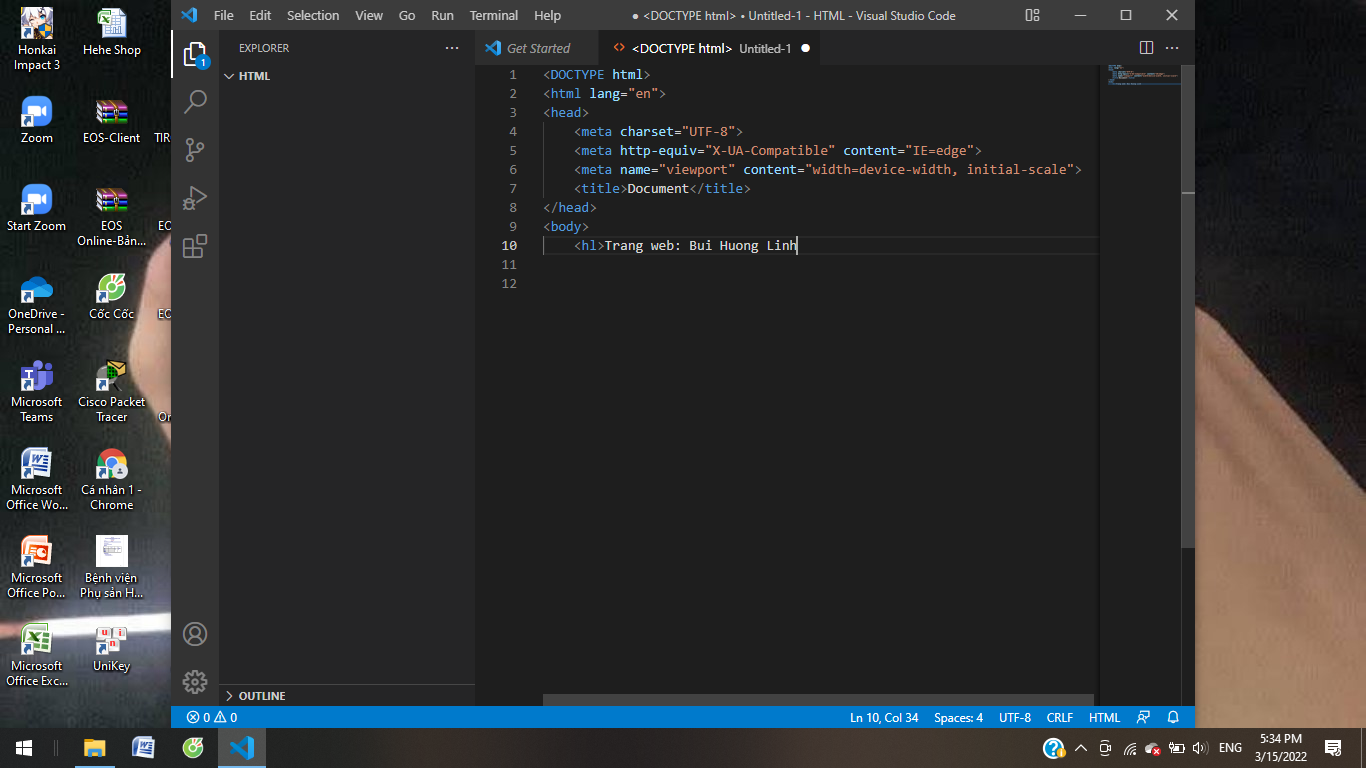 Honkai
Impact 3
Hehe Shop
Zoom
EOS-Client
TIR
Start Zoom
EOS
Online-Bản...
EO
OneDrive -
Personal ...
Cốc Cốc
EO
Microsoft
Teams
Cisco Packet
Tracer
Or
Microsoft
Office Wo...
Cá nhân 1 -
Chrome
Microsoft
Office Po...
Bệnh viện
Phụ sản H...
Microsoft
Office Exc...
UniKey
File Edit Selection View Go Run Terminal Help
● <DOCTYPE html> • Untitled-1 - HTML - Visual Studio Code
1
EXPLORER ...
HTML
OUTLINE
Get Started
<> <DOCTYPE html> Untitled-1 ●
1 <DOCTYPE html>
2 <html lang="en">
3 <head>
4 <meta charset="UTF-8">
5 <meta http-equiv="X-UA-Compatible" content="IE=edge">
6 <meta name="viewport" content="width=device-width, initial-scale">
7 <title>Document</title>
8 </head>
9 <body>
10 <hl>Trang web: Bui Huong Linh
11
12
0 0
Ln 10, Col 34 Spaces: 4 UTF-8 CRLF HTML
ENG
5:34 PM
3/15/2022